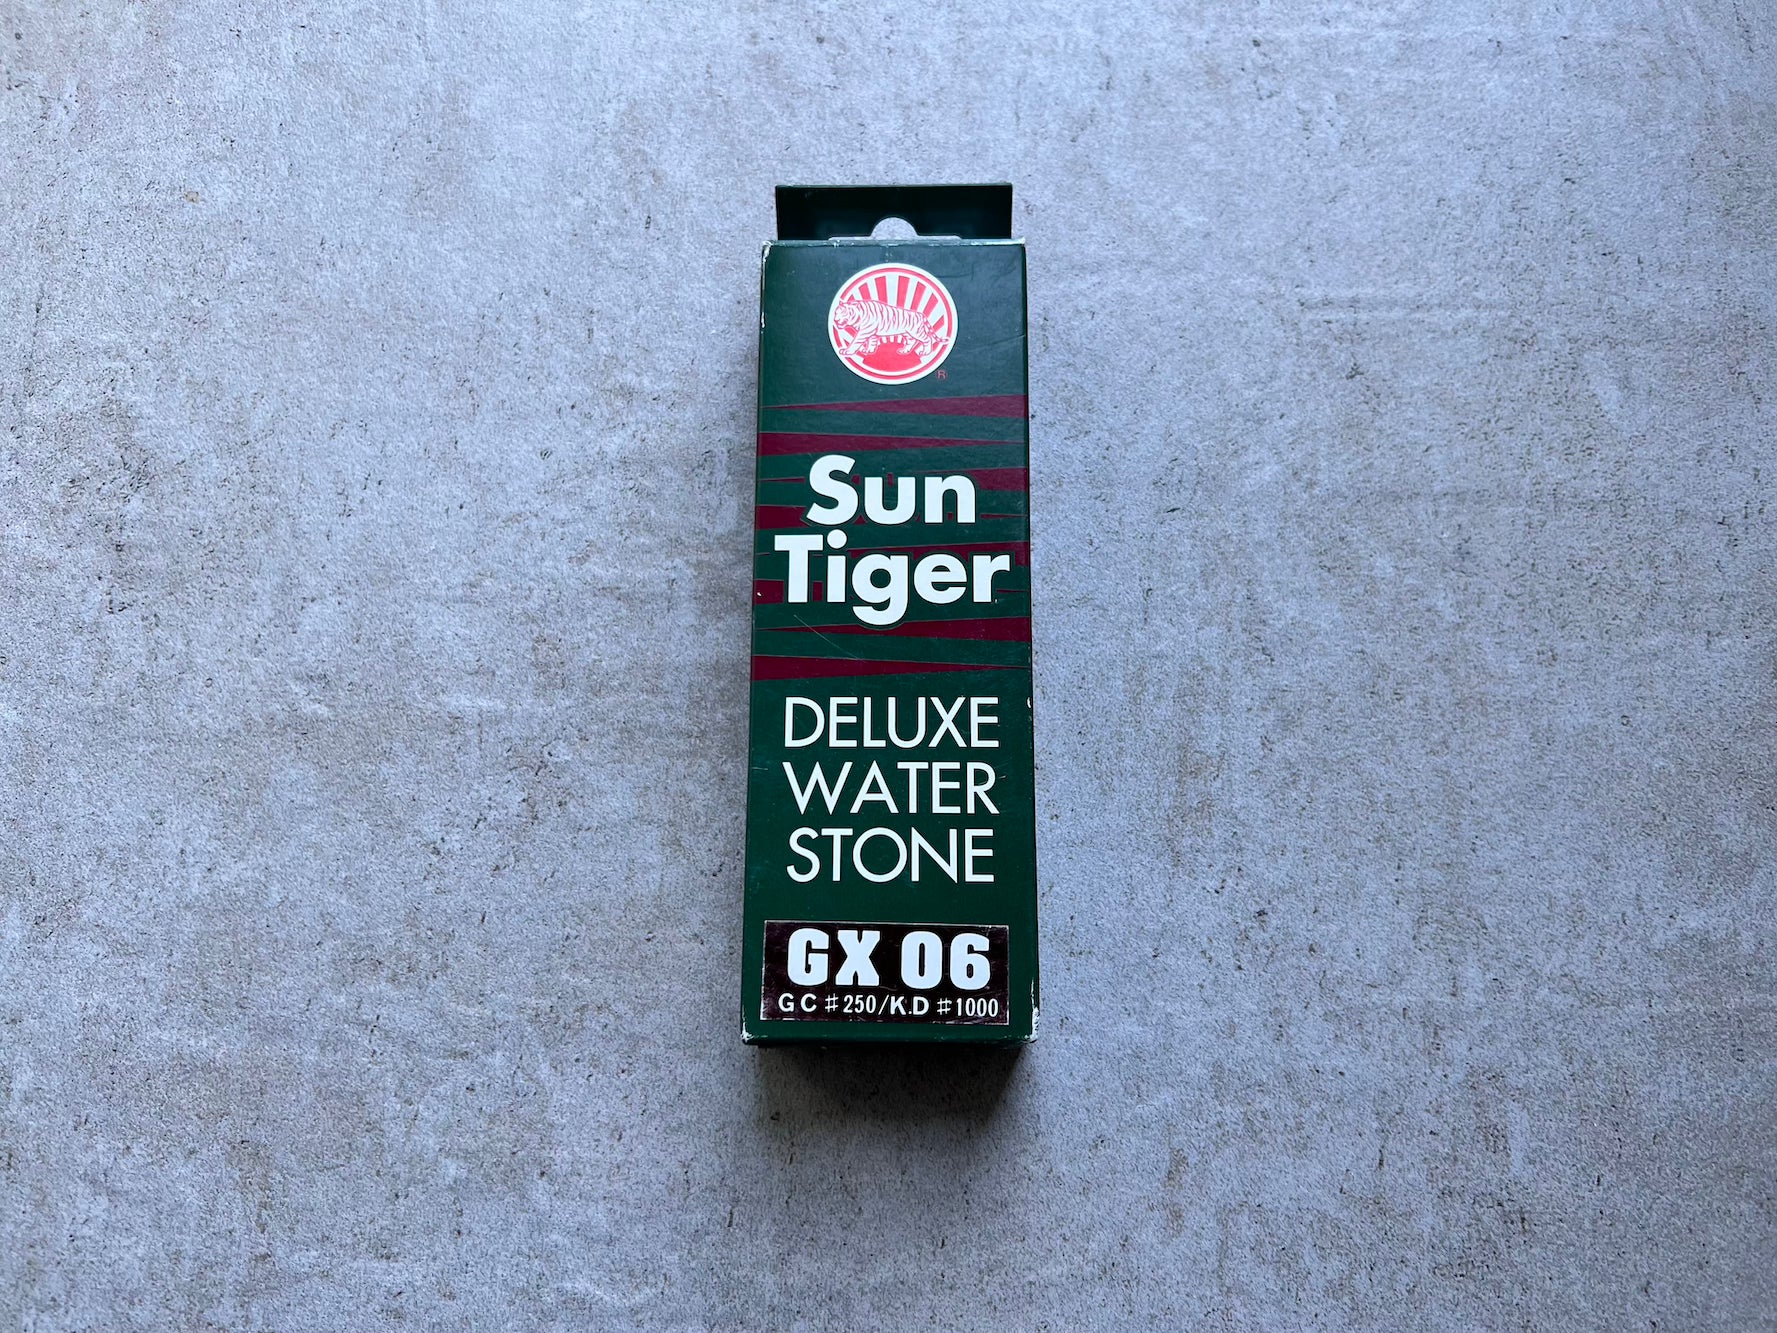 R
Sun
Tiger
DELUXE
WATER
STONE
GX 06
GC #250/K.D #1000